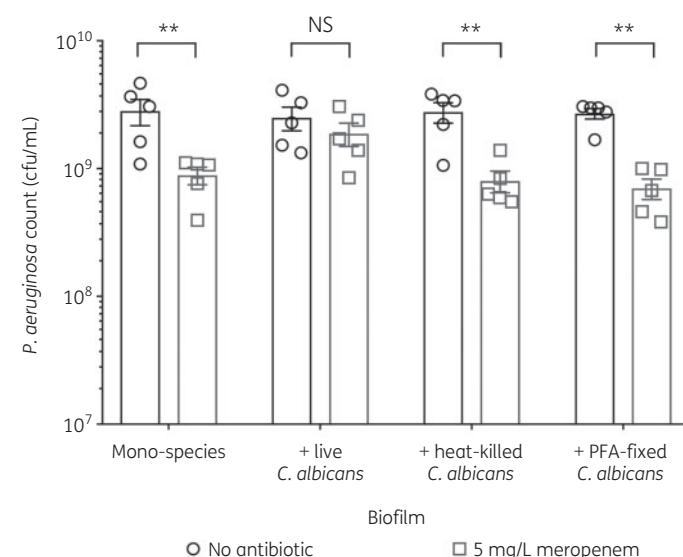 ** NS ** **
10¹⁰
10⁹
10⁸
10⁷
P. aeruginosa count (cfu/mL)
Mono-species + live + heat-killed + PFA-fixed
C. albicans C. albicans C. albicans
Biofilm
No antibiotic 5 mg/L meropenem